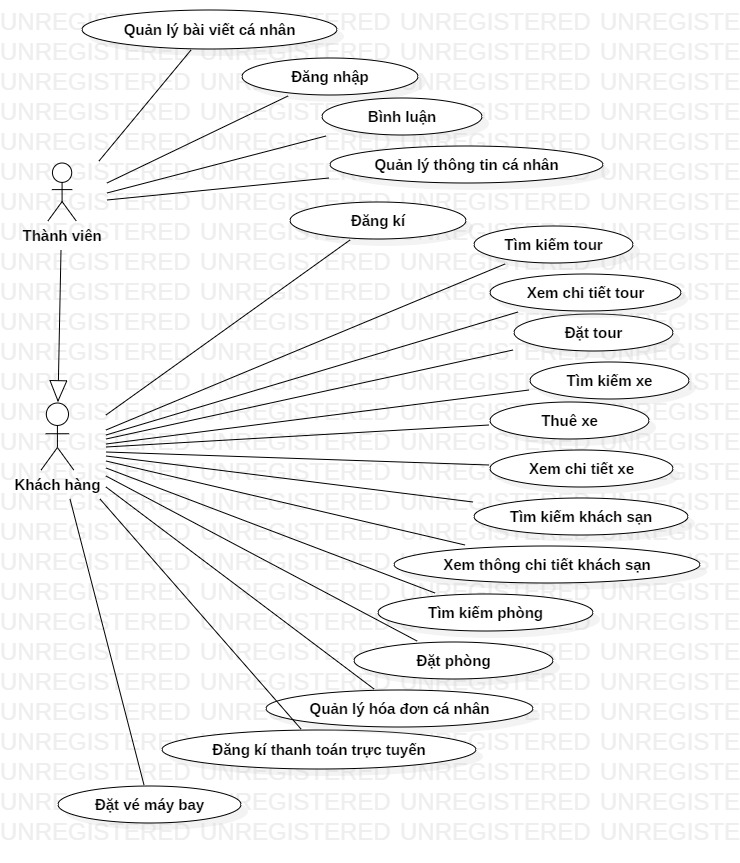 Quản lý bài viết cá nhân
Đăng nhập
Bình luận
Quản lý thông tin cá nhân
Thành viên
Đăng kí
Tìm kiếm tour
Xem chi tiết tour
Đặt tour
Tìm kiếm xe
Thuê xe
Xem chi tiết xe
Khách hàng
Tìm kiếm khách sạn
Xem thông chi tiết khách sạn
Tìm kiếm phòng
Đặt phòng
Quản lý hóa đơn cá nhân
Đăng kí thanh toán trực tuyến
Đặt vé máy bay
UNREGISTERED